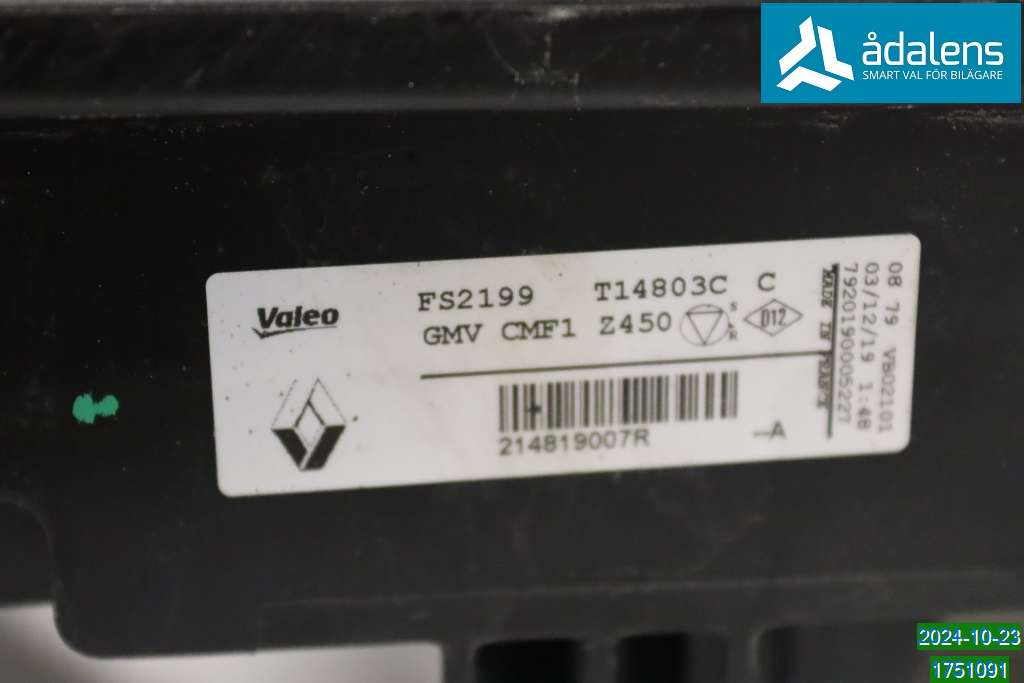 ådalens
SMART VAL FÖR BILÄGARE
Valeo
FS2199 T14803C C
GMV CMF1 Z450
D12
214819007R
--A
MADE IN FRANCE
7920190005227
03/12/19 1:48
08 79 VB02101
2024-10-23
1751091